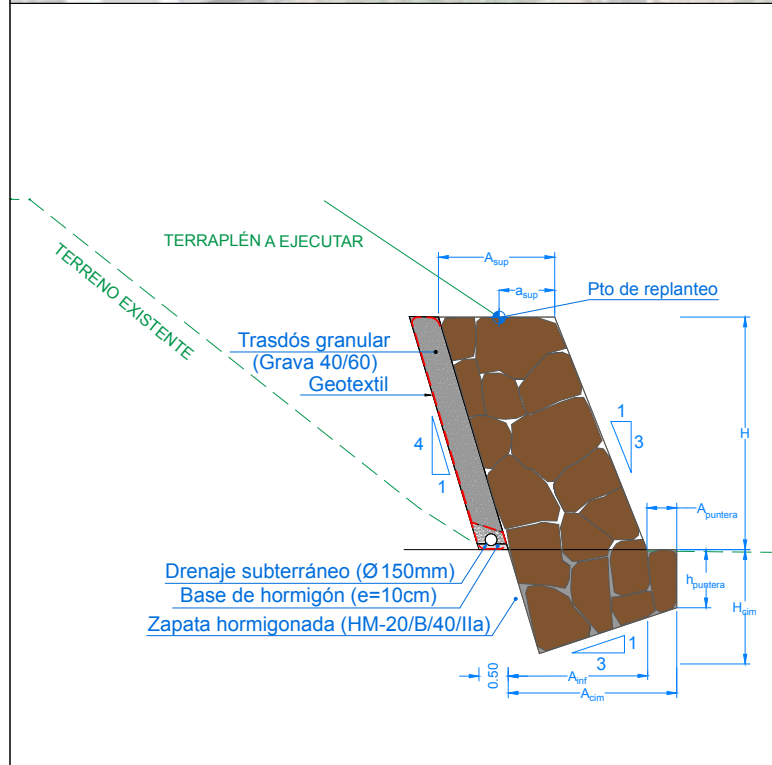 TERRAPLÉN A EJECUTAR
TERRENO EXISTENTE
Asup
asup
Pto de replanteo
Trasdós granular
(Grava 40/60)
Geotextil
4
1
1
3
H
Apuntera
Drenaje subterráneo (Ø150mm)
Base de hormigón (e=10cm)
Zapata hormigonada (HM-20/B/40/IIa)
hpuntera
Hcim
1
3
0.50
Ainf
Acim